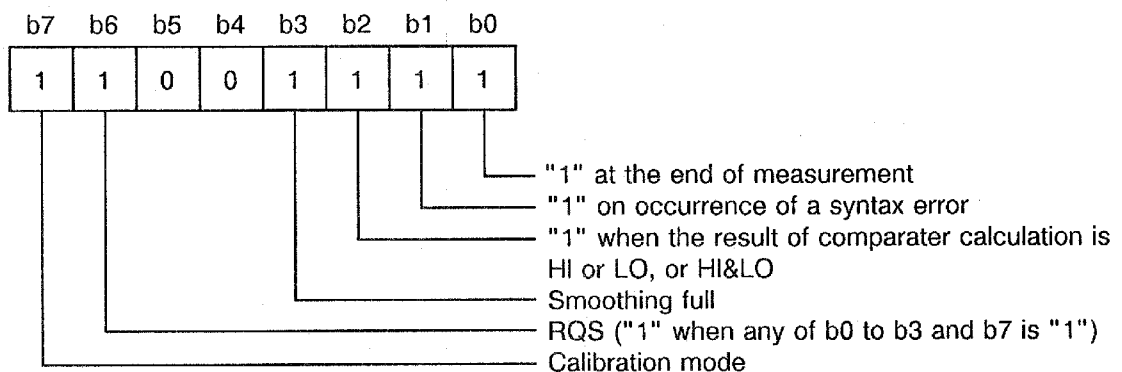 b7 b6 b5 b4 b3 b2 b1 b0
1 1 0 0 1 1 1 1
"1" at the end of measurement
"1" on occurrence of a syntax error
"1" when the result of comparater calculation is
HI or LO, or HI&LO
Smoothing full
RQS ("1" when any of b0 to b3 and b7 is "1")
Calibration mode